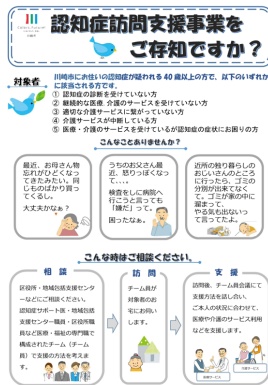 川崎市
認知症訪問支援事業を
ご存知ですか？
対象者
川崎市にお住いの認知症が疑われる 40 歳以上の方で、以下のいずれか
に該当される方です。
① 認知症の診断を受けていない方
② 継続的な医療、介護のサービスを受けていない方
③ 適切な介護サービスに繋がっていない方
④ 介護サービスが中断している方
⑤ 医療・介護のサービスを受けているが認知症の症状にお困りの方
こんなことありませんか？
最近、お母さん物
忘れがひどくなっ
てきたみたい。同
じものばかり買っ
てくるし。
大丈夫かなぁ？
うちのお父さん最
近、怒りっぽくなっ
て…。
検査をしに病院へ
行こうと言っても
「嫌だ」って。
困ったなぁ。
近所の独り暮らしの
おじいさんのところ
に行ったら、ゴミの
分別が出来てなく
て。ゴミが家の中に
溜まって、
やる気も出ないっ
て言ってたよ。
こんな時はご相談ください。
相 談
区役所・地域包括支援センタ
ーなどにご相談ください。
認知症サポート医・地域包括
支援センター職員・区役所職
員など医療・福祉の専門職で
構成されたチーム（チーム
員）で支援の方法を考えま
す。
訪 問
チーム員が
対象者のお
宅にお伺い
します。
支 援
訪問後、チーム員会議にて
支援方法を話し合い、
ご本人の状況に合わせて、
医療や介護のサービス利用
などを支援します。